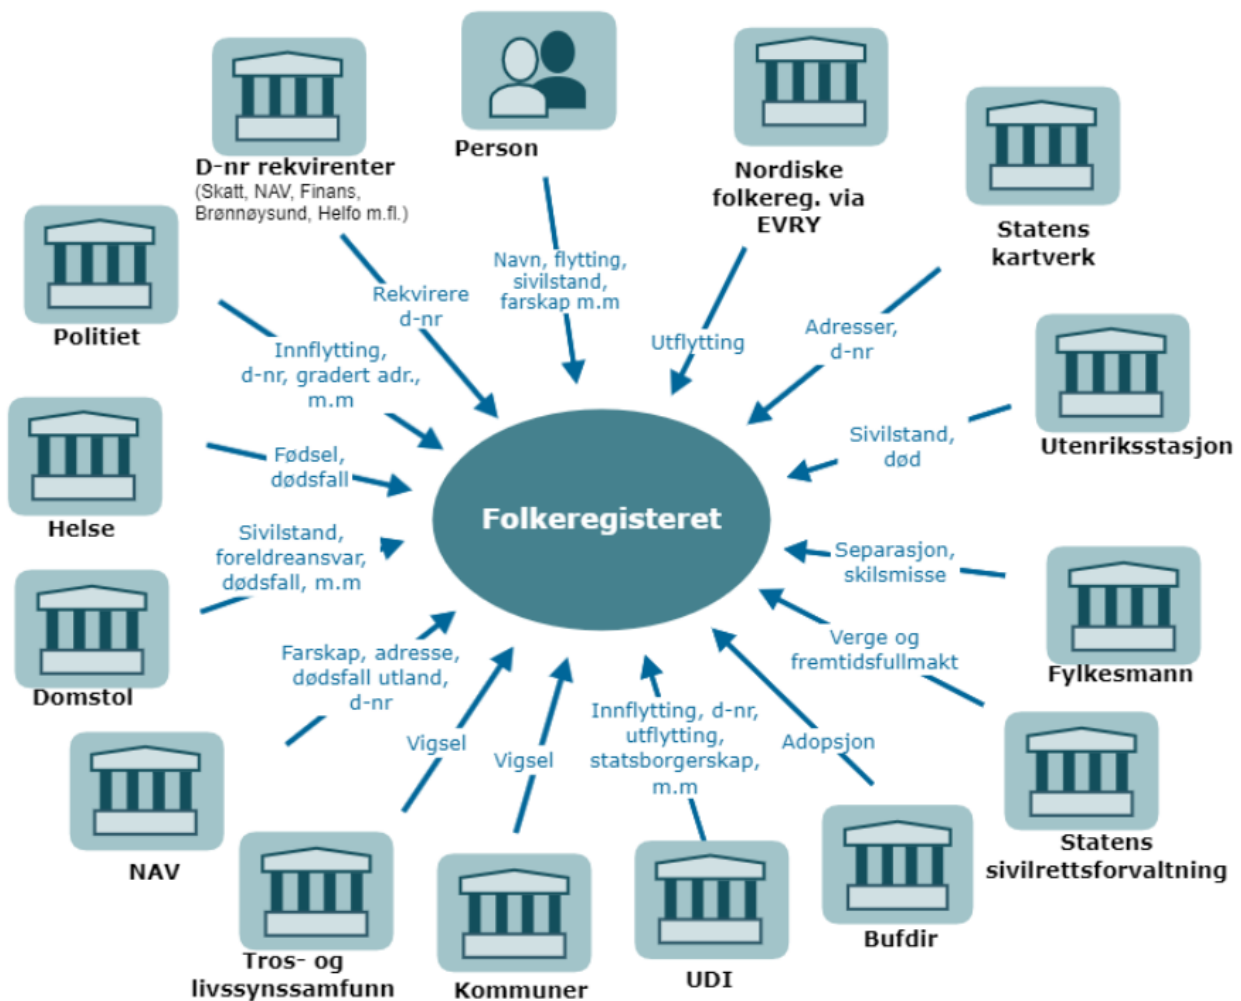 D-nr rekvirenter
(Skatt, NAV, Finans,
Brønnøysund, Helfo m.fl.)
Person
Nordiske
folkereg. via
EVRY
Statens
kartverk
Politiet
Rekvirere
d-nr
Navn, flytting,
sivilstand,
farskap m.m
Utflytting
Adresser,
d-nr
Innflytting,
d-nr, gradert adr.,
m.m
Utenriksstasjon
Sivilstand,
død
Helse
Fødsel,
dødsfall
Folkeregisteret
Sivilstand,
foreldreansvar,
dødsfall, m.m
Separasjon,
skilsmisse
Domstol
Fylkesmann
Farskap, adresse,
dødsfall utland,
d-nr
Verge og
fremtidsfullmakt
NAV
Vigsel
Vigsel
Innflytting, d-nr,
utflytting,
statsborgerskap,
m.m
Adopsjon
Statens
sivilrettsforvaltning
Tros- og
livssynssamfunn
Kommuner
UDI
Bufdir